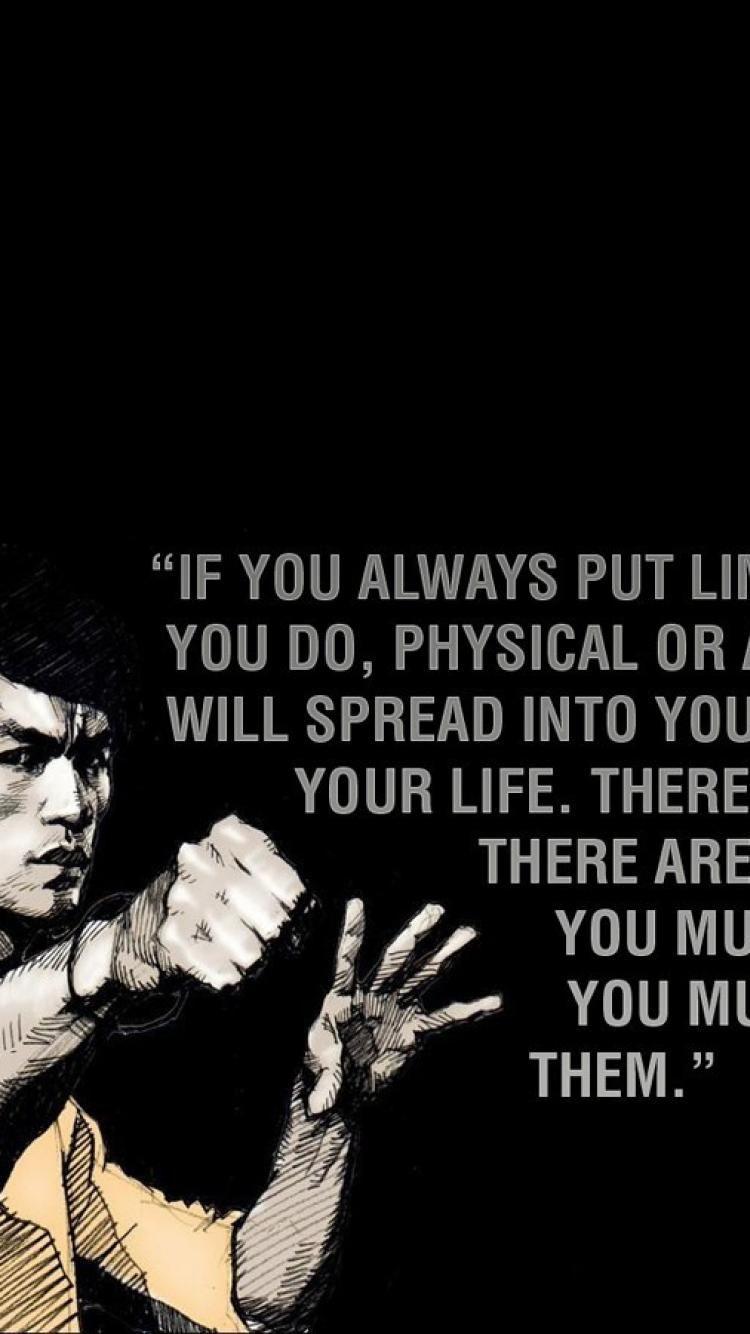 “IF YOU ALWAYS PUT LIM
YOU DO, PHYSICAL OR A
WILL SPREAD INTO YOU
YOUR LIFE. THERE
THERE ARE
YOU MU
YOU MU
THEM.”